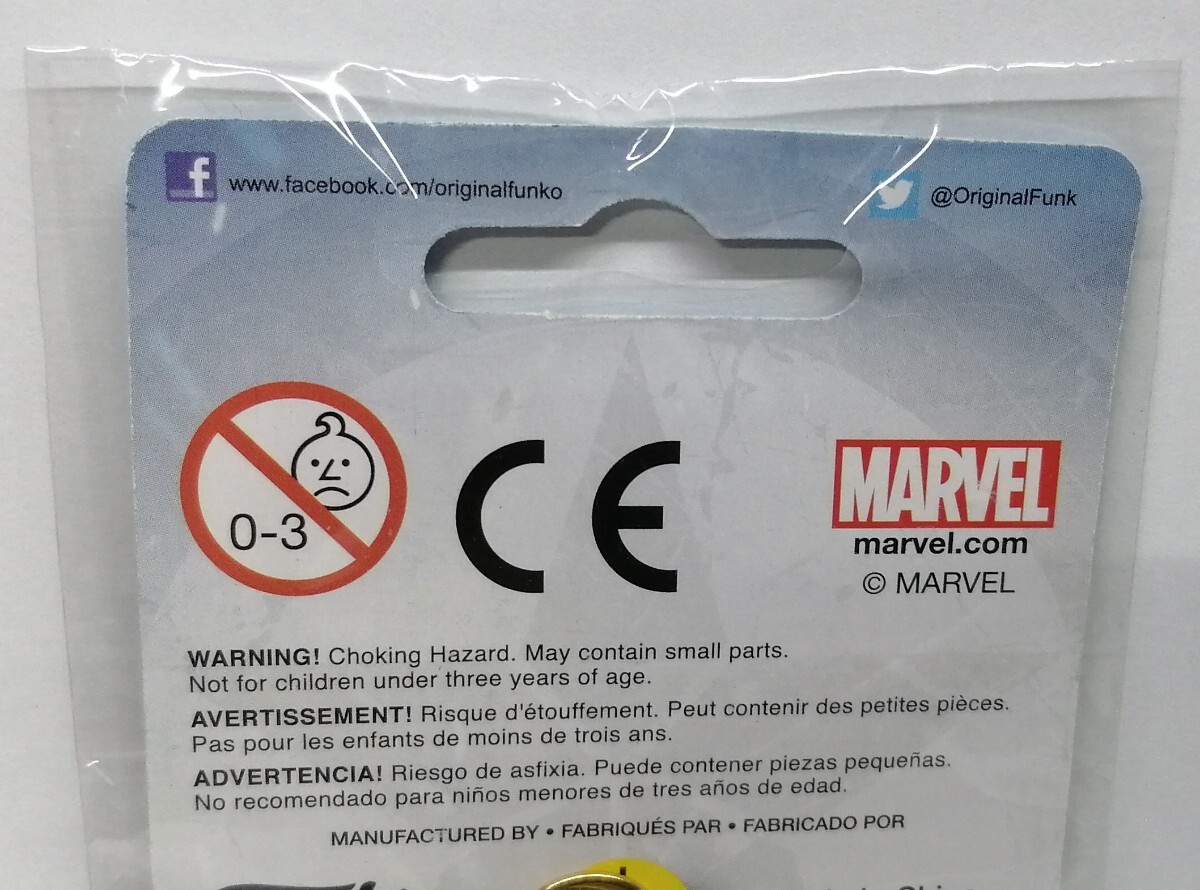 f www.facebook.com/originalfunko
@OriginalFunk
0-3
CE
MARVEL
marvel.com
© MARVEL
WARNING! Choking Hazard. May contain small parts.
Not for children under three years of age.
AVERTISSEMENT! Risque d'étouffement. Peut contenir des petites pièces.
Pas pour les enfants de moins de trois ans.
ADVERTENCIA! Riesgo de asfixia. Puede contener piezas pequeñas.
No recomendado para niños menores de tres años de edad.
MANUFACTURED BY • FABRIQUÉS PAR • FABRICADO POR